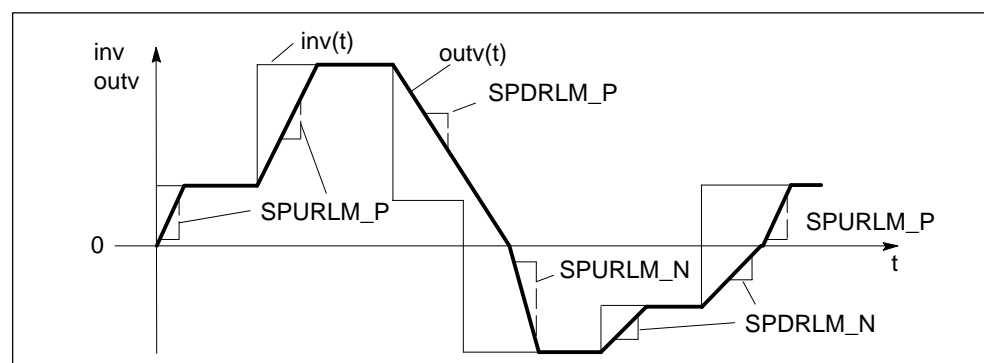 inv
outv
inv(t)
outv(t)
SPDRLM_P
SPURLM_P
SPURLM_P
0
t
SPURLM_N
SPDRLM_N